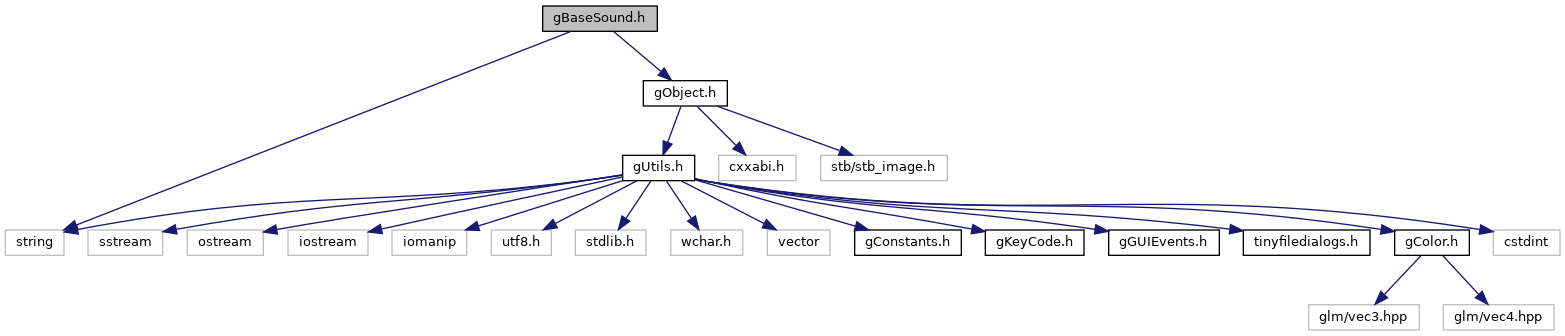 gBaseSound.h
gObject.h
gUtils.h
cxxabi.h
stb/stb_image.h
string
sstream
ostream
iostream
iomanip
utf8.h
stdlib.h
wchar.h
vector
gConstants.h
gKeyCode.h
gGUIEvents.h
tinyfiledialogs.h
gColor.h
cstdint
glm/vec3.hpp
glm/vec4.hpp